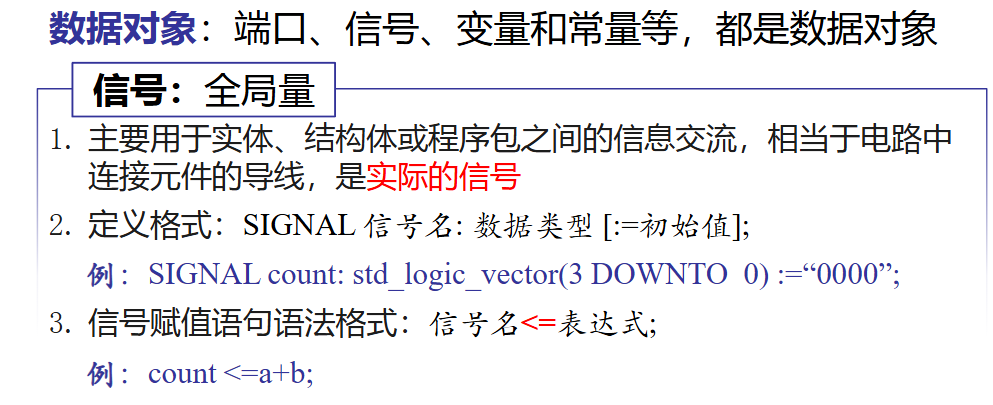 数据对象：端口、信号、变量和常量等，都是数据对象
信号：全局量
1. 主要用于实体、结构体或程序包之间的信息交流，相当于电路中
连接元件的导线，是实际的信号
2. 定义格式：SIGNAL 信号名: 数据类型 [:=初始值];
例：SIGNAL count: std_logic_vector(3 DOWNTO 0) :=“0000”;
3. 信号赋值语句语法格式：信号名<=表达式;
例：count <=a+b;